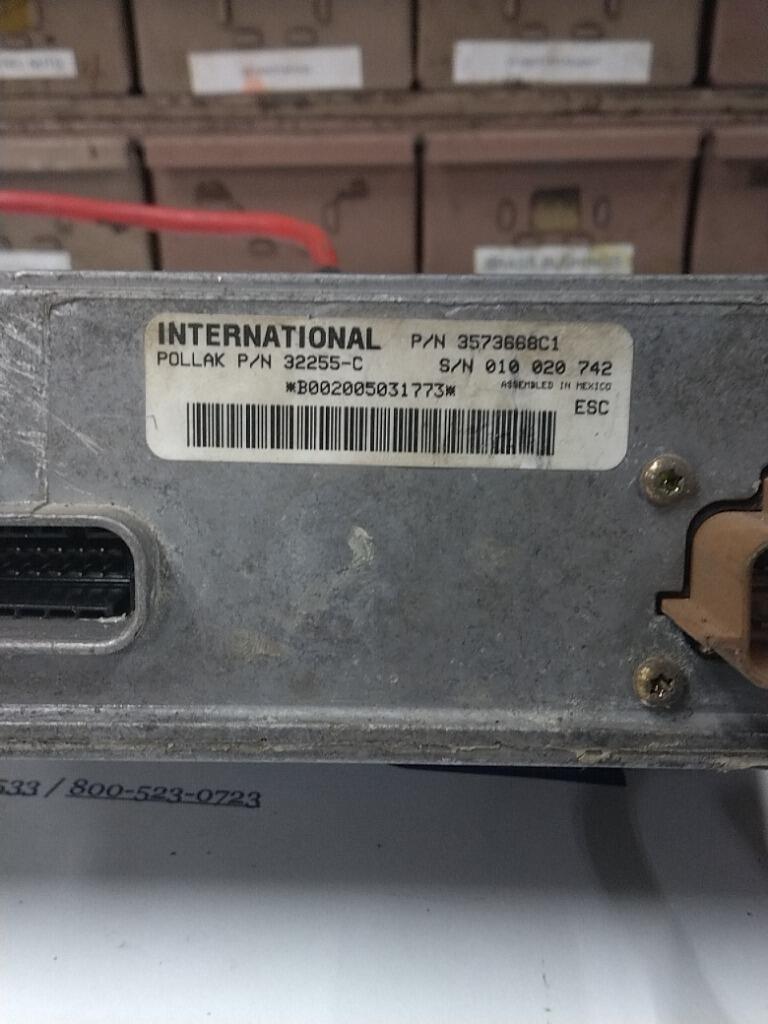 INTERNATIONAL P/N 3573668C1
POLLAK P/N 32255-C S/N 010 020 742
*B002005031773* ASSEMBLED IN MEXICO
ESC
533 / 800-523-0723